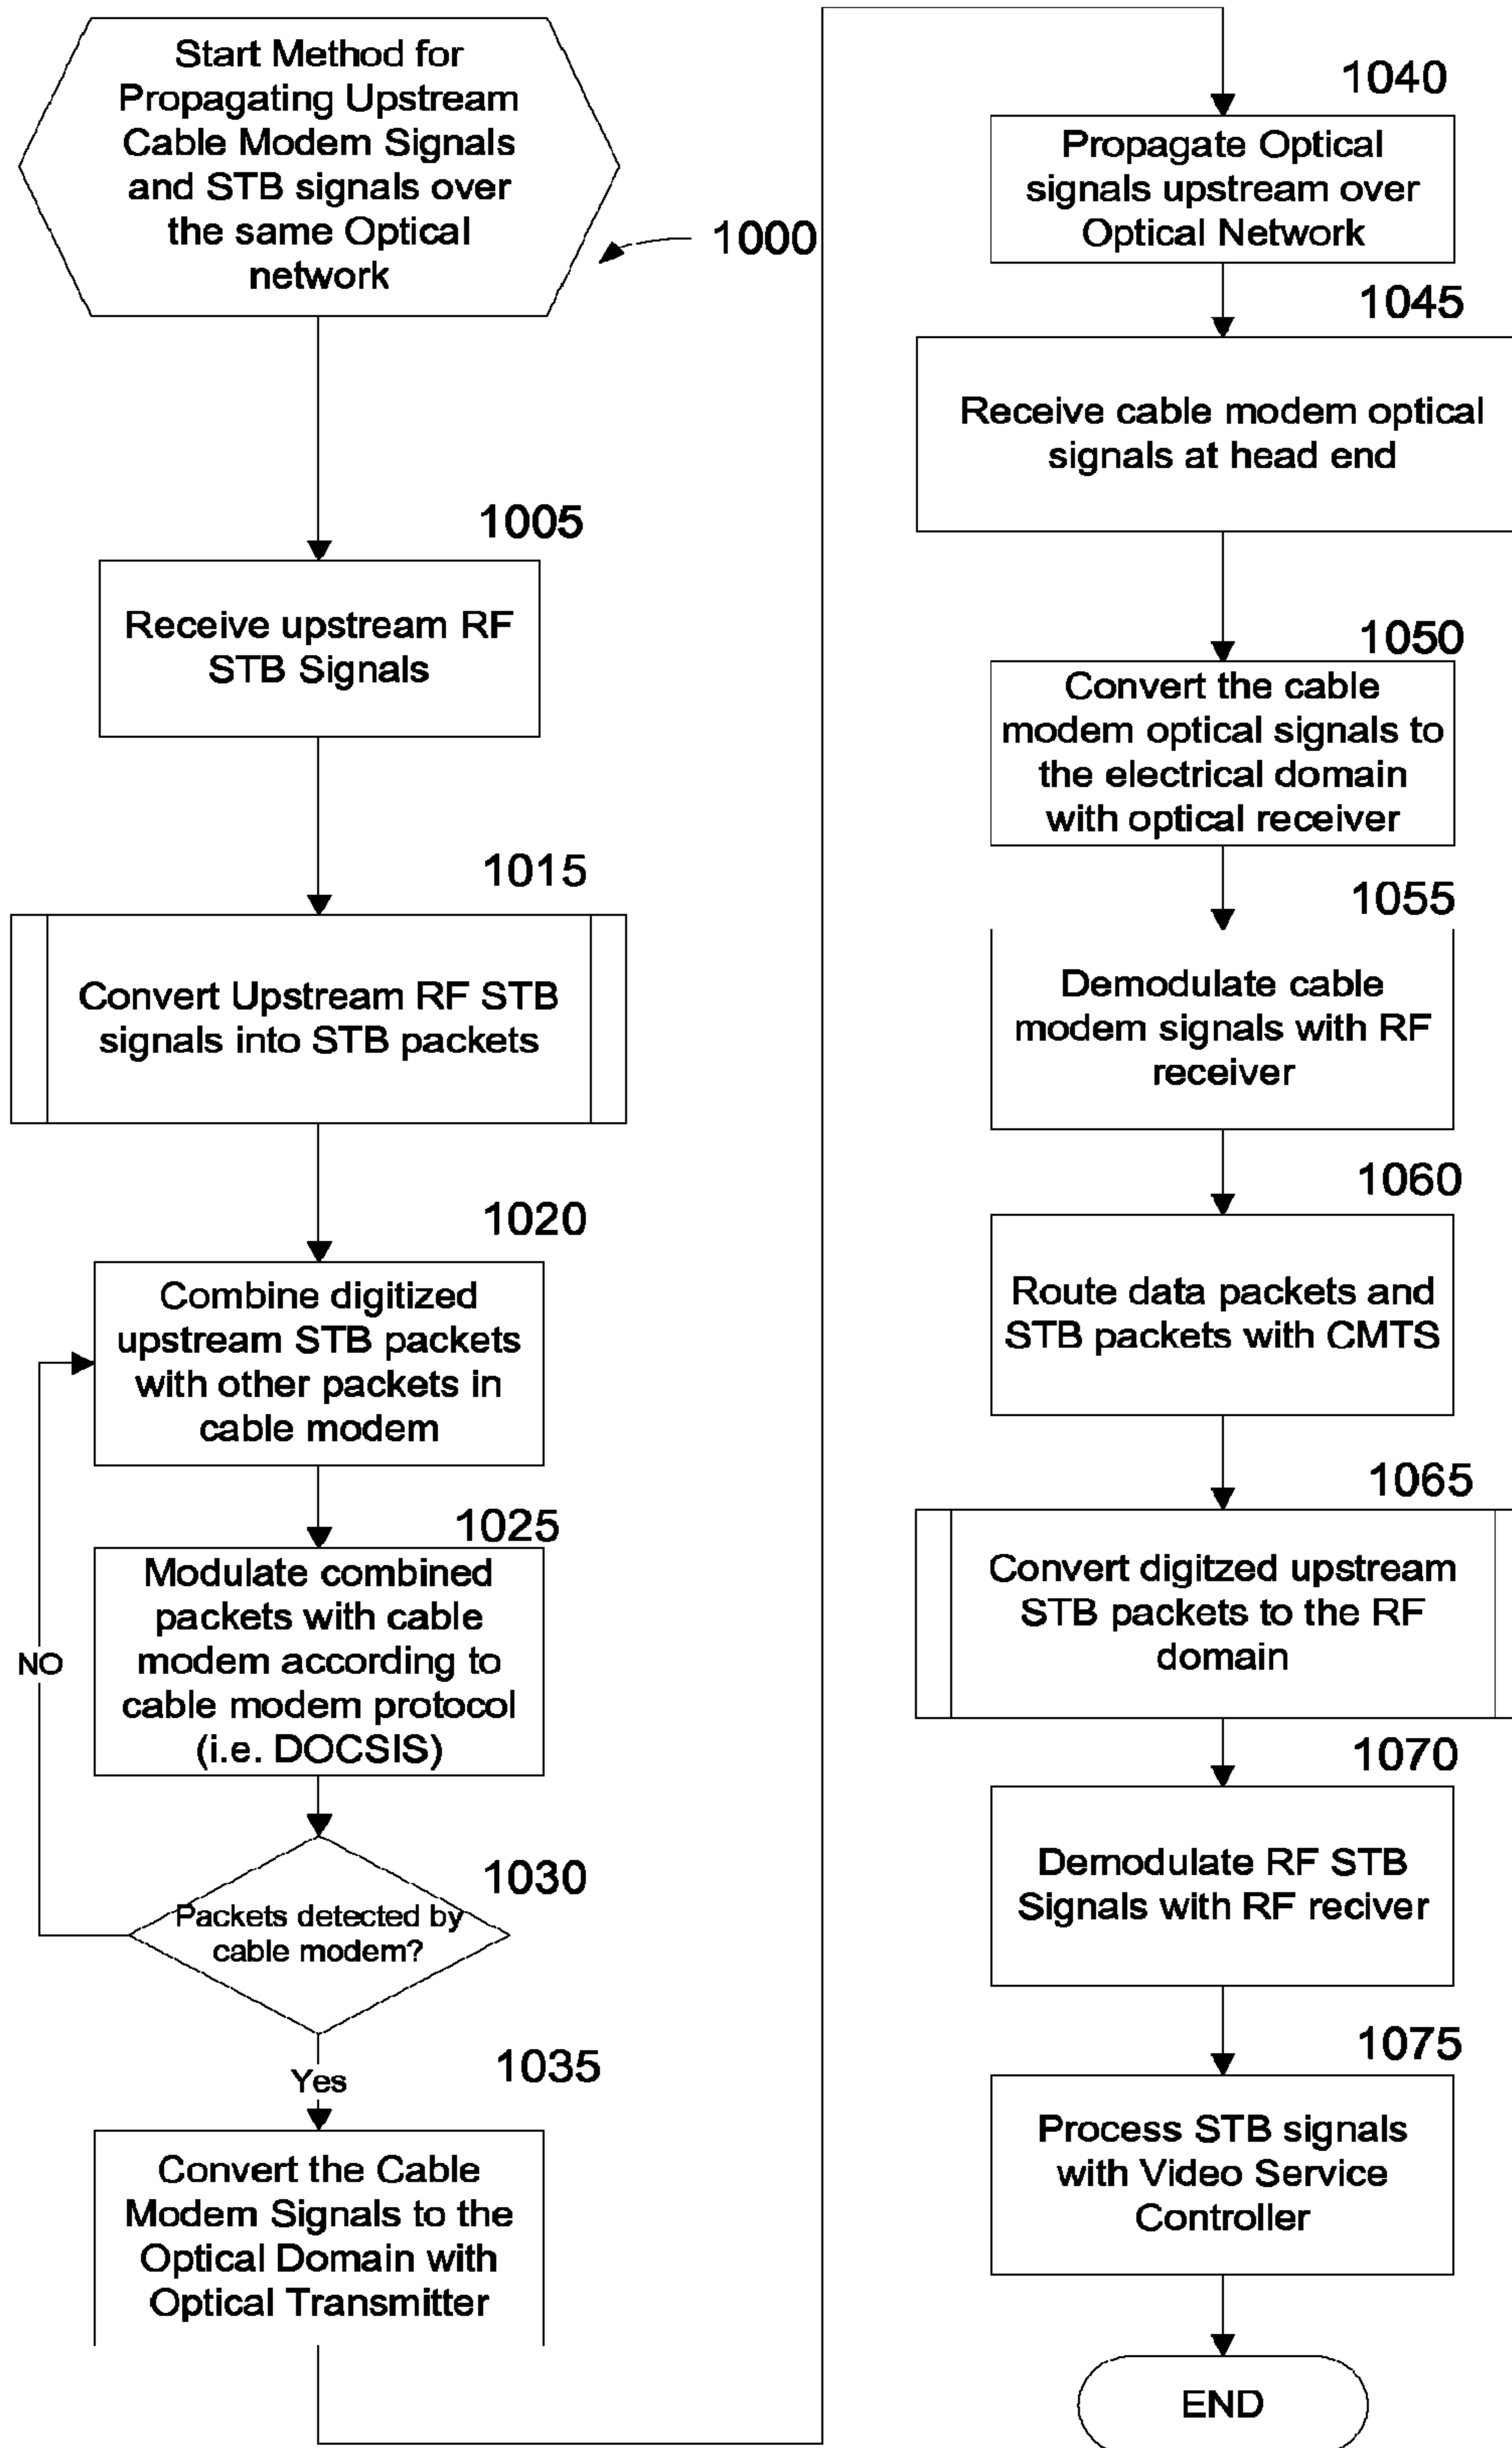 Start Method for
Propagating Upstream
Cable Modem Signals
and STB signals over
the same Optical
network
1000
1005
Receive upstream RF
STB Signals
1015
Convert Upstream RF STB
signals into STB packets
1020
Combine digitized
upstream STB packets
with other packets in
cable modem
1025
Modulate combined
packets with cable
modem according to
cable modem protocol
(i.e. DOCSIS)
NO
1030
Packets detected by
cable modem?
Yes
1035
Convert the Cable
Modem Signals to the
Optical Domain with
Optical Transmitter
1040
Propagate Optical
signals upstream over
Optical Network
1045
Receive cable modem optical
signals at head end
1050
Convert the cable
modem optical signals to
the electrical domain
with optical receiver
1055
Demodulate cable
modem signals with RF
receiver
1060
Route data packets and
STB packets with CMTS
1065
Convert digitzed upstream
STB packets to the RF
domain
1070
Demodulate RF STB
Signals with RF reciver
1075
Process STB signals
with Video Service
Controller
END